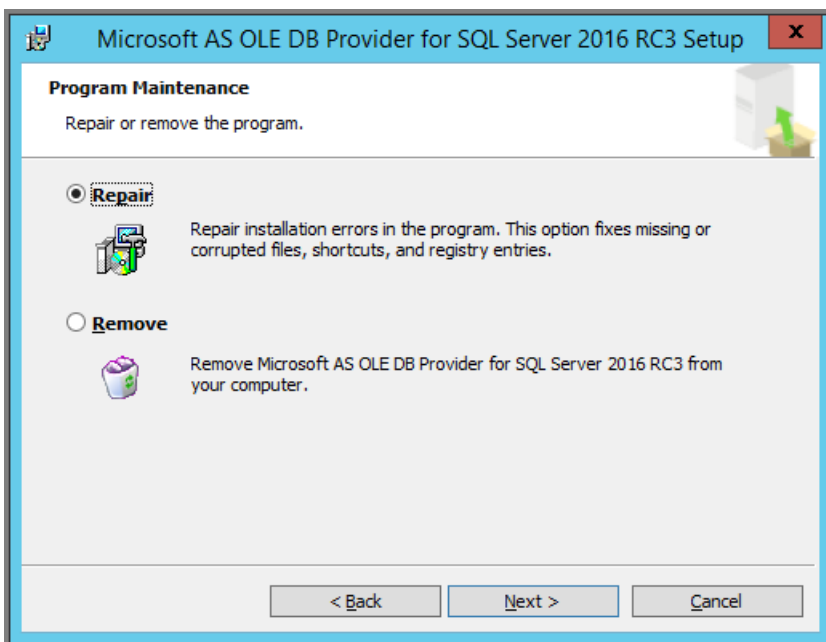 Microsoft AS OLE DB Provider for SQL Server 2016 RC3 Setup
x
Program Maintenance
Repair or remove the program.
Repair
Repair installation errors in the program. This option fixes missing or
corrupted files, shortcuts, and registry entries.
Remove
Remove Microsoft AS OLE DB Provider for SQL Server 2016 RC3 from
your computer.
< Back
Next >
Cancel